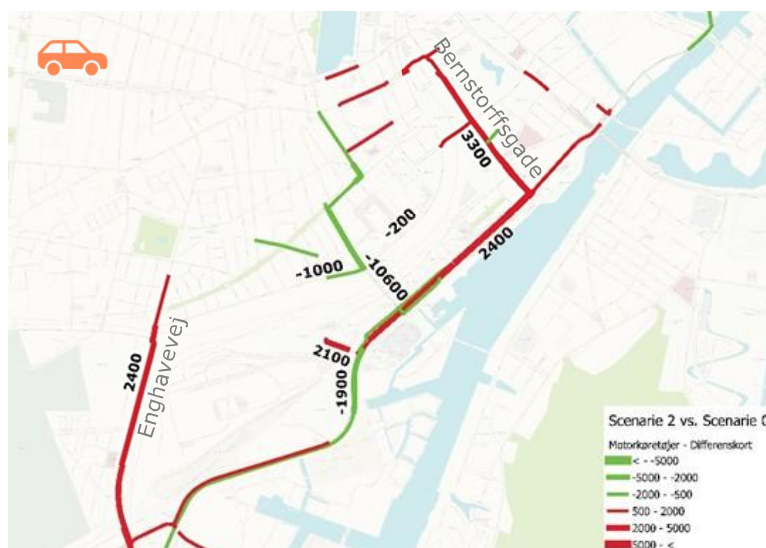 Bernstorffsgade
3300
-200
2400
-1000
-10600
2100
-1900
2400
Enghavevej
Scenarie 2 vs. Scenarie 0
Motorkøretøjer - Differenskort
< - -5000
-5000 - -2000
-2000 - -500
500 - 2000
2000 - 5000
5000 - <